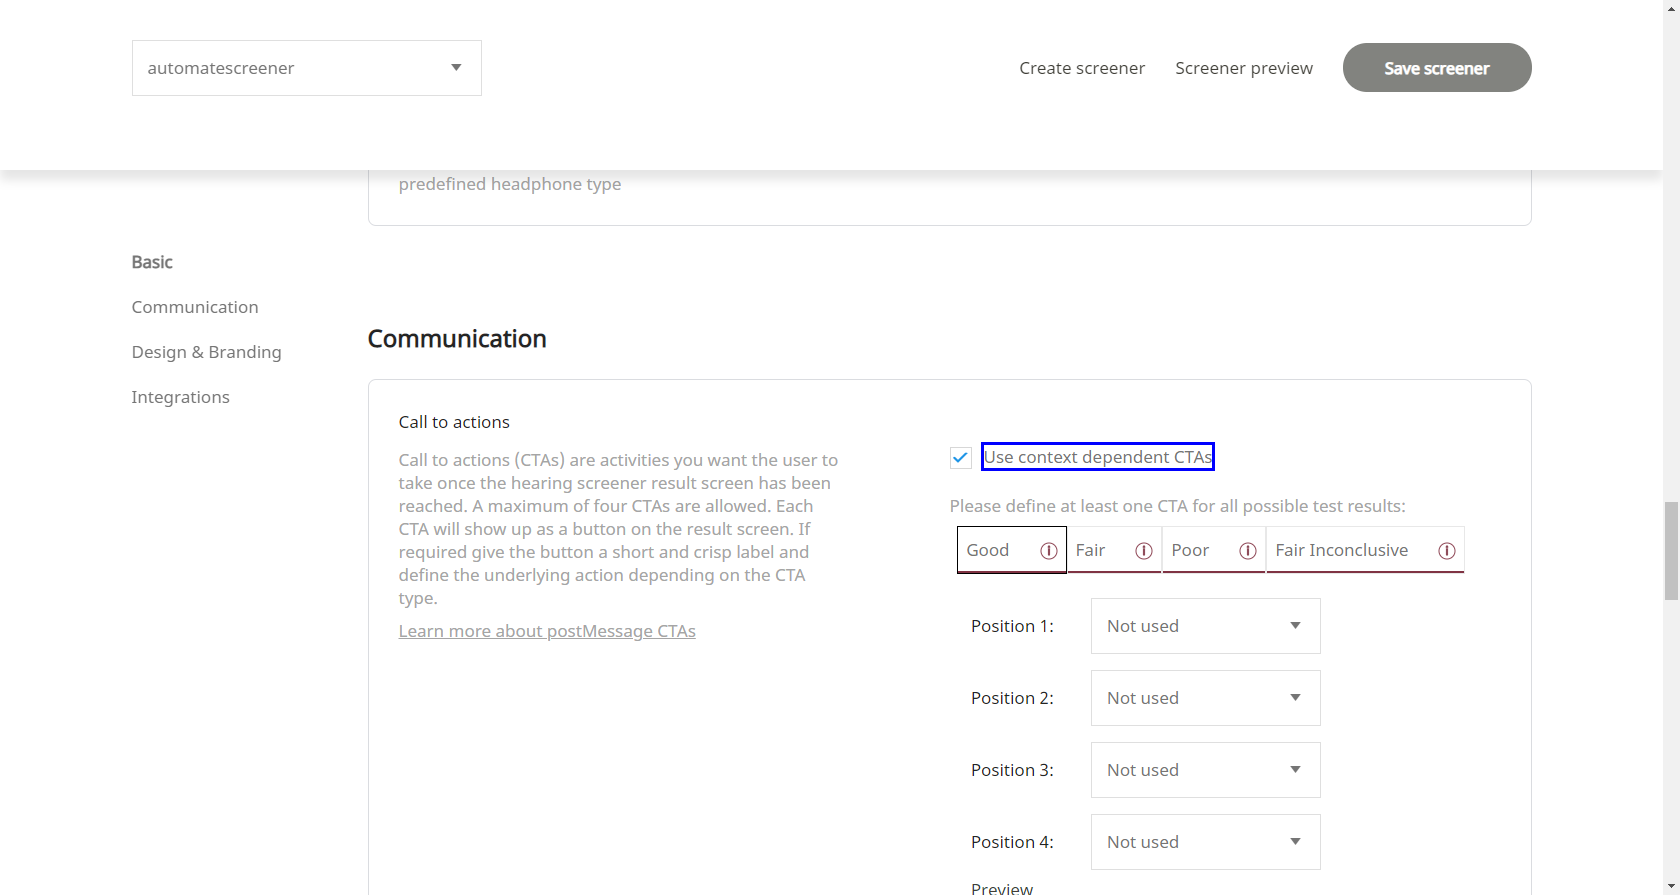 automatescreener
Create screener
Screener preview
Save screener
predefined headphone type
Basic
Communication
Design & Branding
Integrations
Communication
Call to actions
Call to actions (CTAs) are activities you want the user to
take once the hearing screener result screen has been
reached. A maximum of four CTAs are allowed. Each
CTA will show up as a button on the result screen. If
required give the button a short and crisp label and
define the underlying action depending on the CTA
type.
Learn more about postMessage CTAs
Use context dependent CTAs
Please define at least one CTA for all possible test results:
Good
Fair
Poor
Fair Inconclusive
Position 1:
Not used
Position 2:
Not used
Position 3:
Not used
Position 4:
Not used
Preview